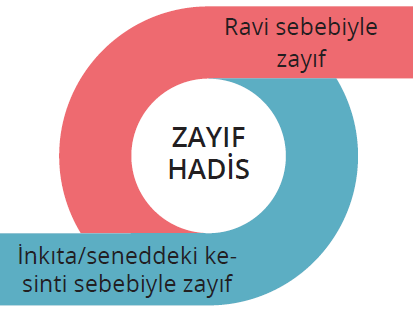 Ravi sebebiyle
zayıf
ZAYIF
HADİS
İnkıta/seneddeki ke-
sinti sebebiyle zayıf